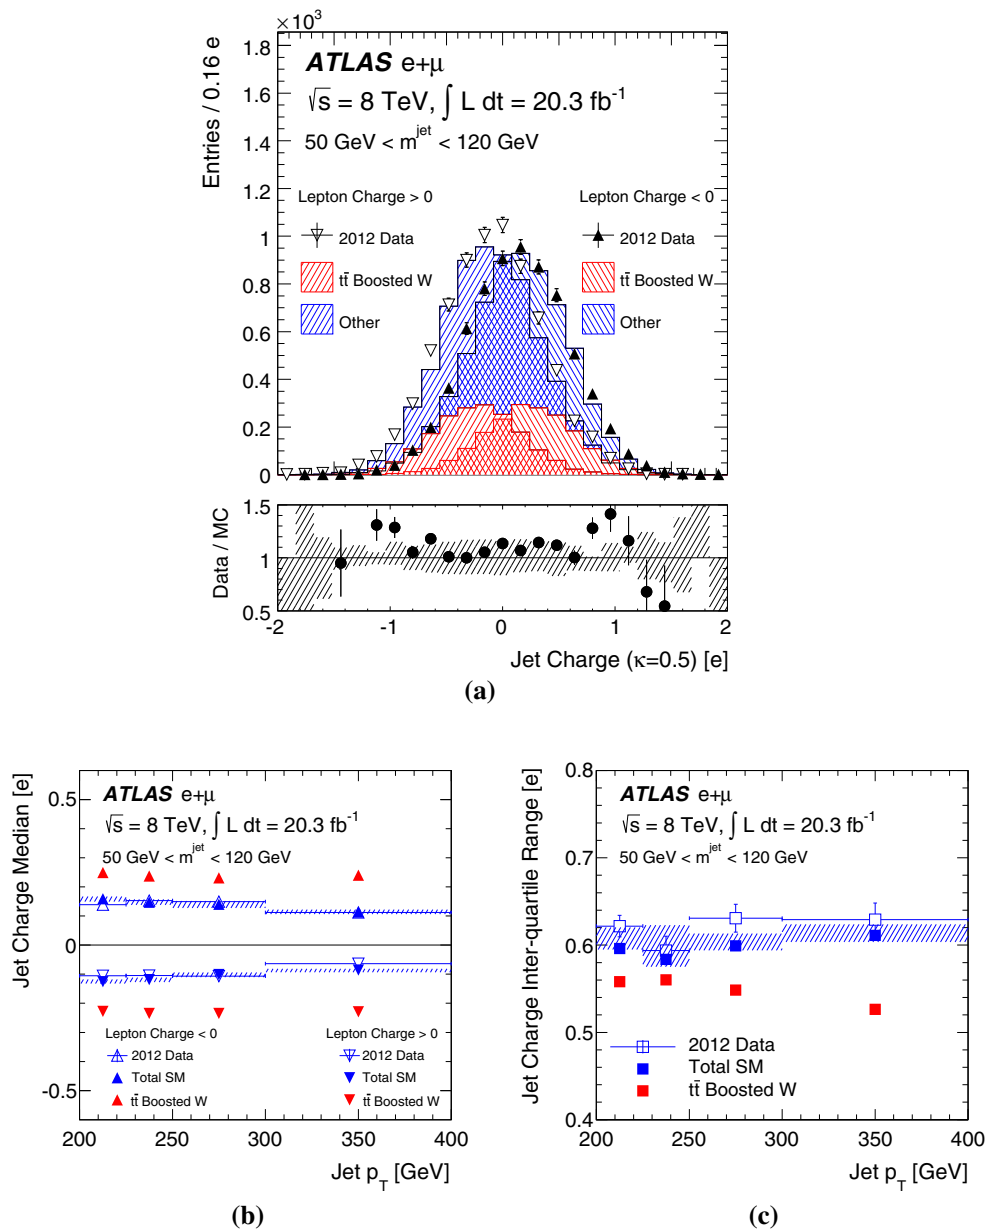 ×10³
Entries / 0.16 e
ATLAS e+μ
√s = 8 TeV, ∫ L dt = 20.3 fb⁻¹
50 GeV < m^jet < 120 GeV
Lepton Charge > 0
2012 Data
tt̄ Boosted W
Other
Lepton Charge < 0
2012 Data
tt̄ Boosted W
Other
1.8
1.6
1.4
1.2
1
0.8
0.6
0.4
0.2
0
Data / MC
1.5
1
0.5
-2 -1 0 1 2
Jet Charge (κ=0.5) [e]
(a)
Jet Charge Median [e]
0.5
0
-0.5
ATLAS e+μ
√s = 8 TeV, ∫ L dt = 20.3 fb⁻¹
50 GeV < m^jet < 120 GeV
Lepton Charge < 0
2012 Data
Total SM
tt̄ Boosted W
Lepton Charge > 0
2012 Data
Total SM
tt̄ Boosted W
200 250 300 350 400
Jet p_T [GeV]
(b)
Jet Charge Inter-quartile Range [e]
0.8
0.7
0.6
0.5
0.4
ATLAS e+μ
√s = 8 TeV, ∫ L dt = 20.3 fb⁻¹
50 GeV < m^jet < 120 GeV
2012 Data
Total SM
tt̄ Boosted W
200 250 300 350 400
Jet p_T [GeV]
(c)